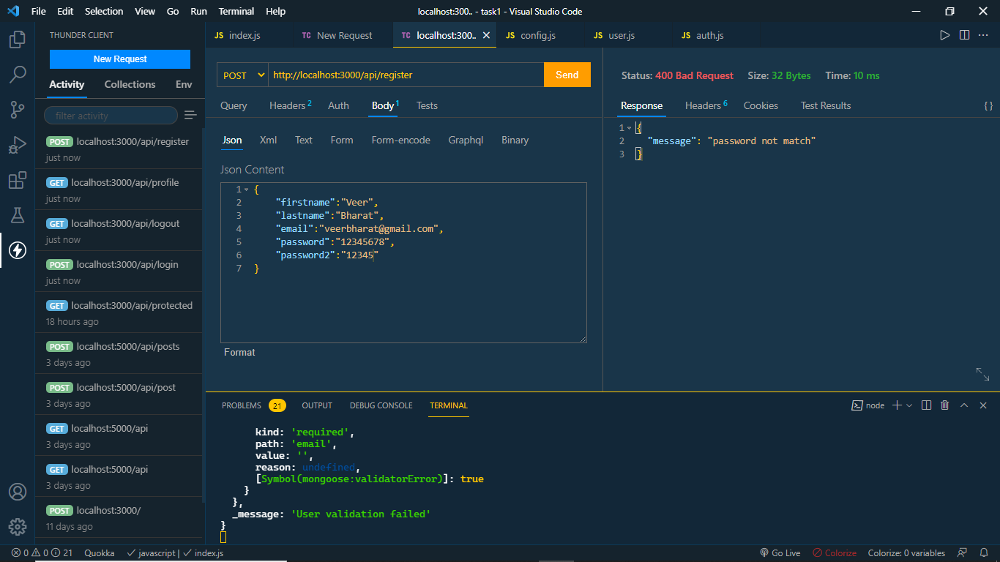 File Edit Selection View Go Run Terminal Help localhost:300.. - task1 - Visual Studio Code
THUNDER CLIENT
New Request
Activity Collections Env
filter activity
POST localhost:3000/api/register
just now
GET localhost:3000/api/profile
just now
GET localhost:3000/api/logout
just now
POST localhost:3000/api/login
just now
GET localhost:3000/api/protected
18 hours ago
POST localhost:5000/api/posts
3 days ago
POST localhost:5000/api/post
3 days ago
GET localhost:5000/api
3 days ago
GET localhost:5000/api
3 days ago
POST localhost:3000/
11 days ago
JS index.js TC New Request TC localhost:300.. JS config.js JS user.js JS auth.js
POST http://localhost:3000/api/register Send
Query Headers 2 Auth Body 1 Tests
Json Xml Text Form Form-encode Graphql Binary
Json Content
1 {
2 "firstname":"Veer",
3 "lastname":"Bharat",
4 "email":"veerbharat@gmail.com",
5 "password":"12345678",
6 "password2":"12345"
7 }
Format
Status: 400 Bad Request Size: 32 Bytes Time: 10 ms
Response Headers 6 Cookies Test Results { }
1 {
2 "message": "password not match"
3 }
PROBLEMS 21 OUTPUT DEBUG CONSOLE TERMINAL node
kind: 'required',
path: 'email',
value: '',
reason: undefined,
[Symbol(mongoose:validatorError)]: true
}
},
_message: 'User validation failed'
}
0 0 21 Quokka javascript | index.js Go Live Colorize Colorize: 0 variables